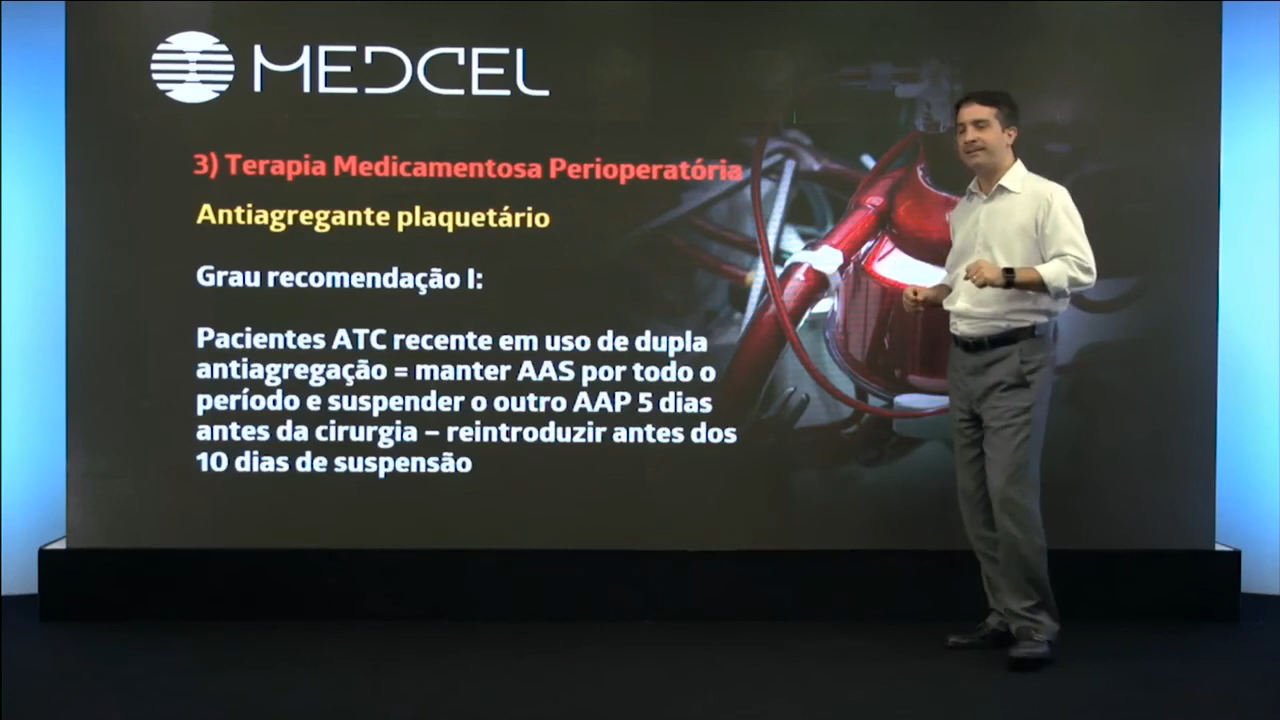 MEDCEL
3) Terapia Medicamentosa Perioperatória
Antiagregante plaquetário
Grau recomendação I:
Pacientes ATC recente em uso de dupla
antiagregação = manter AAS por todo o
período e suspender o outro AAP 5 dias
antes da cirurgia – reintroduzir antes dos
10 dias de suspensão